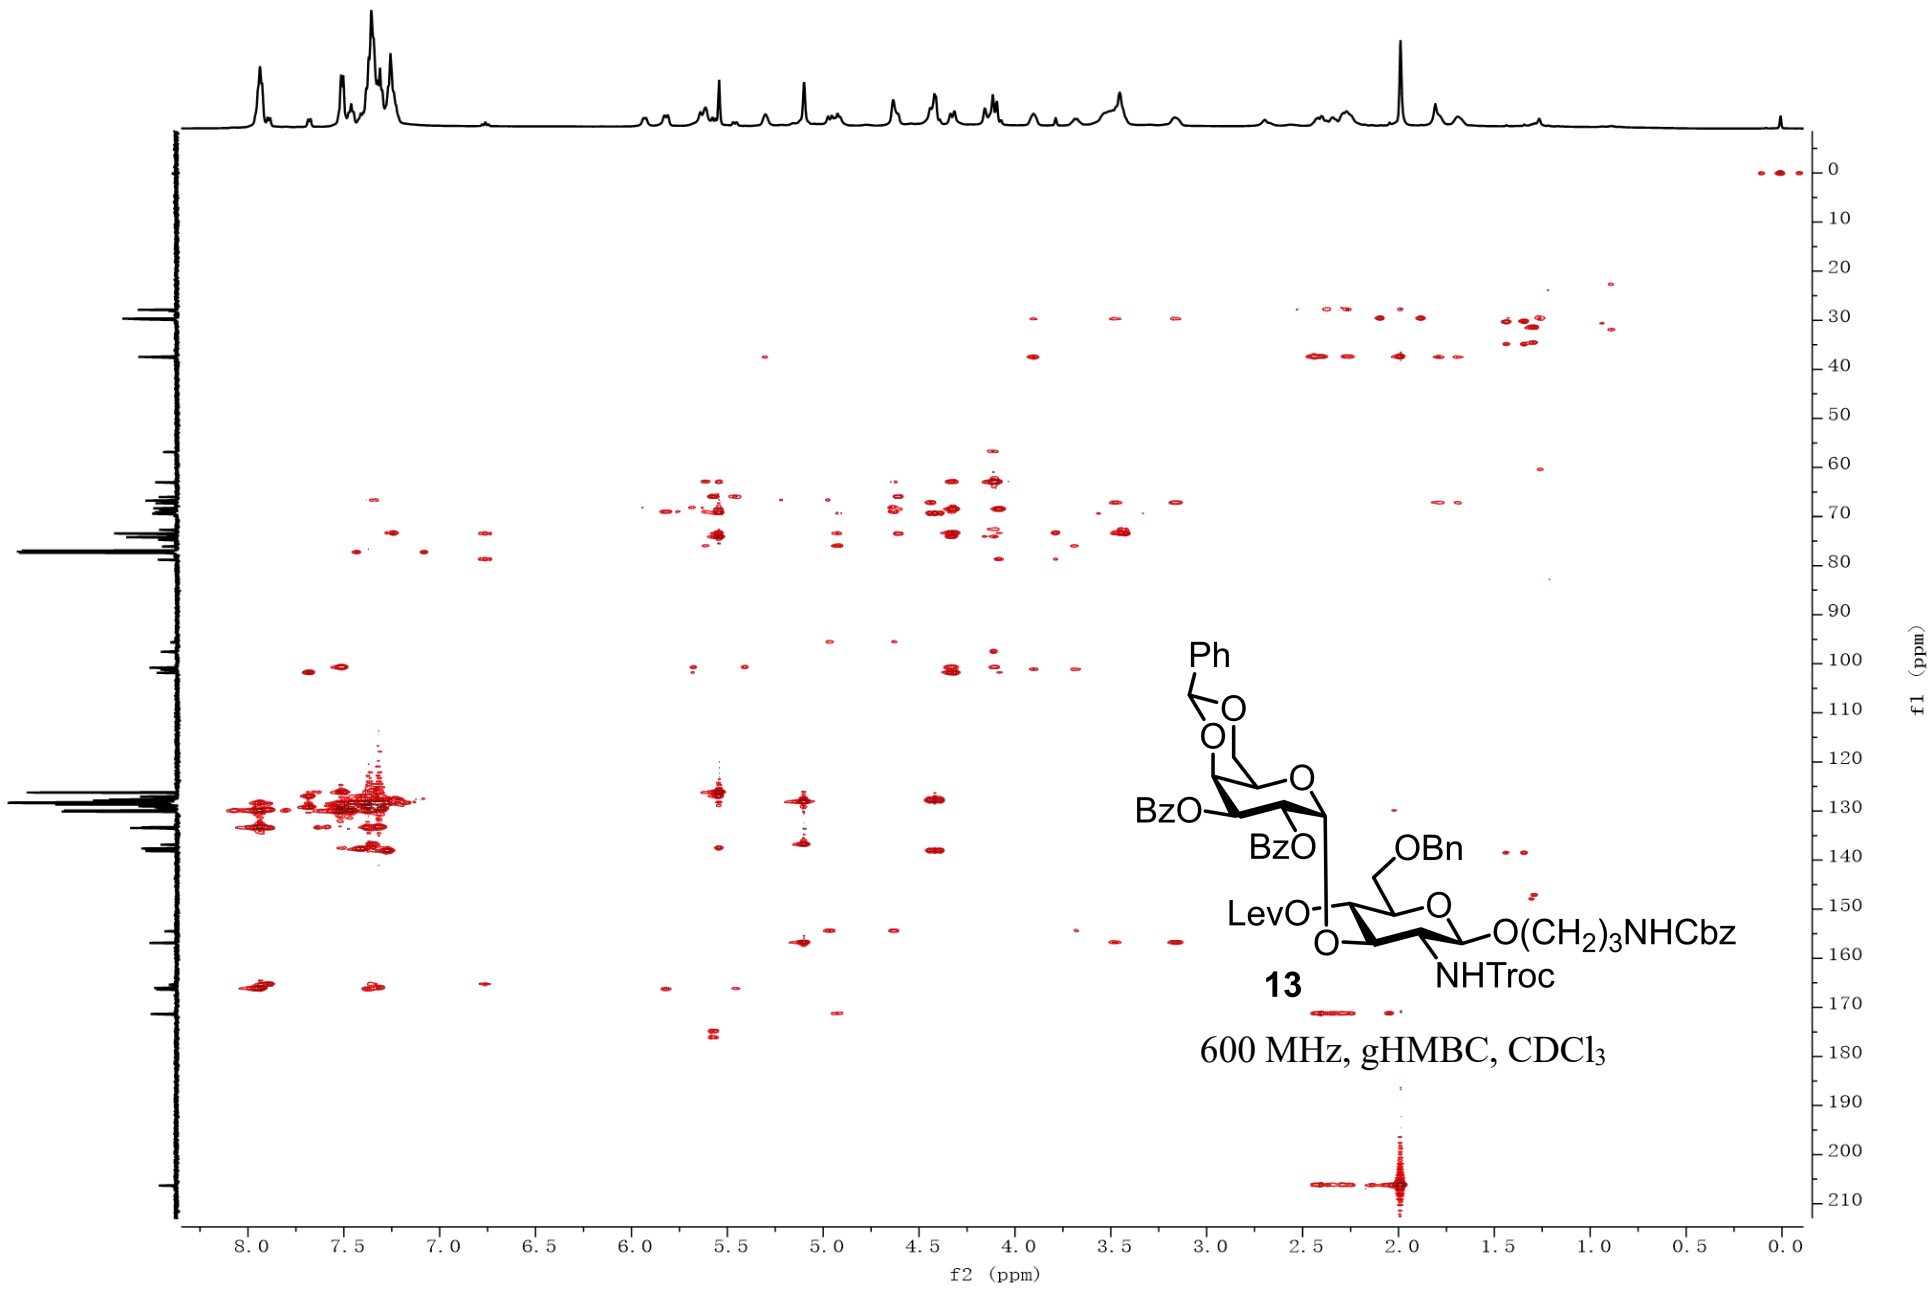 0
10
20
30
40
50
60
70
80
90
100
110
120
130
140
150
160
170
180
190
200
210
f1 (ppm)
Ph
O
O
O
BzO
BzO
OBn
LevO
O
O
O(CH2)3NHCbz
NHTroc
13
600 MHz, gHMBC, CDCl3
8.0 7.5 7.0 6.5 6.0 5.5 5.0 4.5 4.0 3.5 3.0 2.5 2.0 1.5 1.0 0.5 0.0
f2 (ppm)